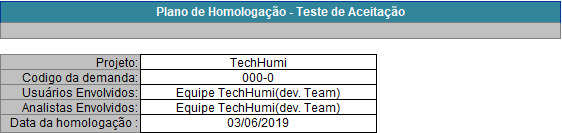 Plano de Homologação - Teste de Aceitação
Projeto: TechHumi
Codigo da demanda: 000-0
Usuários Envolvidos: Equipe TechHumi(dev. Team)
Analistas Envolvidos: Equipe TechHumi(dev. Team)
Data da homologação : 03/06/2019